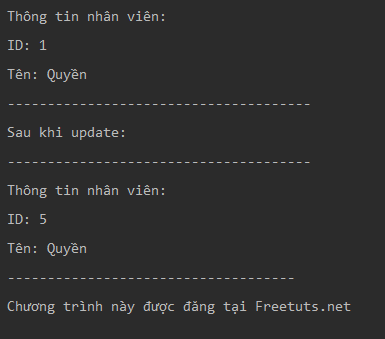 Thông tin nhân viên:
ID: 1
Tên: Quyền
--------------------------------------
Sau khi update:
--------------------------------------
Thông tin nhân viên:
ID: 5
Tên: Quyền
------------------------------------
Chương trình này được đăng tại Freetuts.net